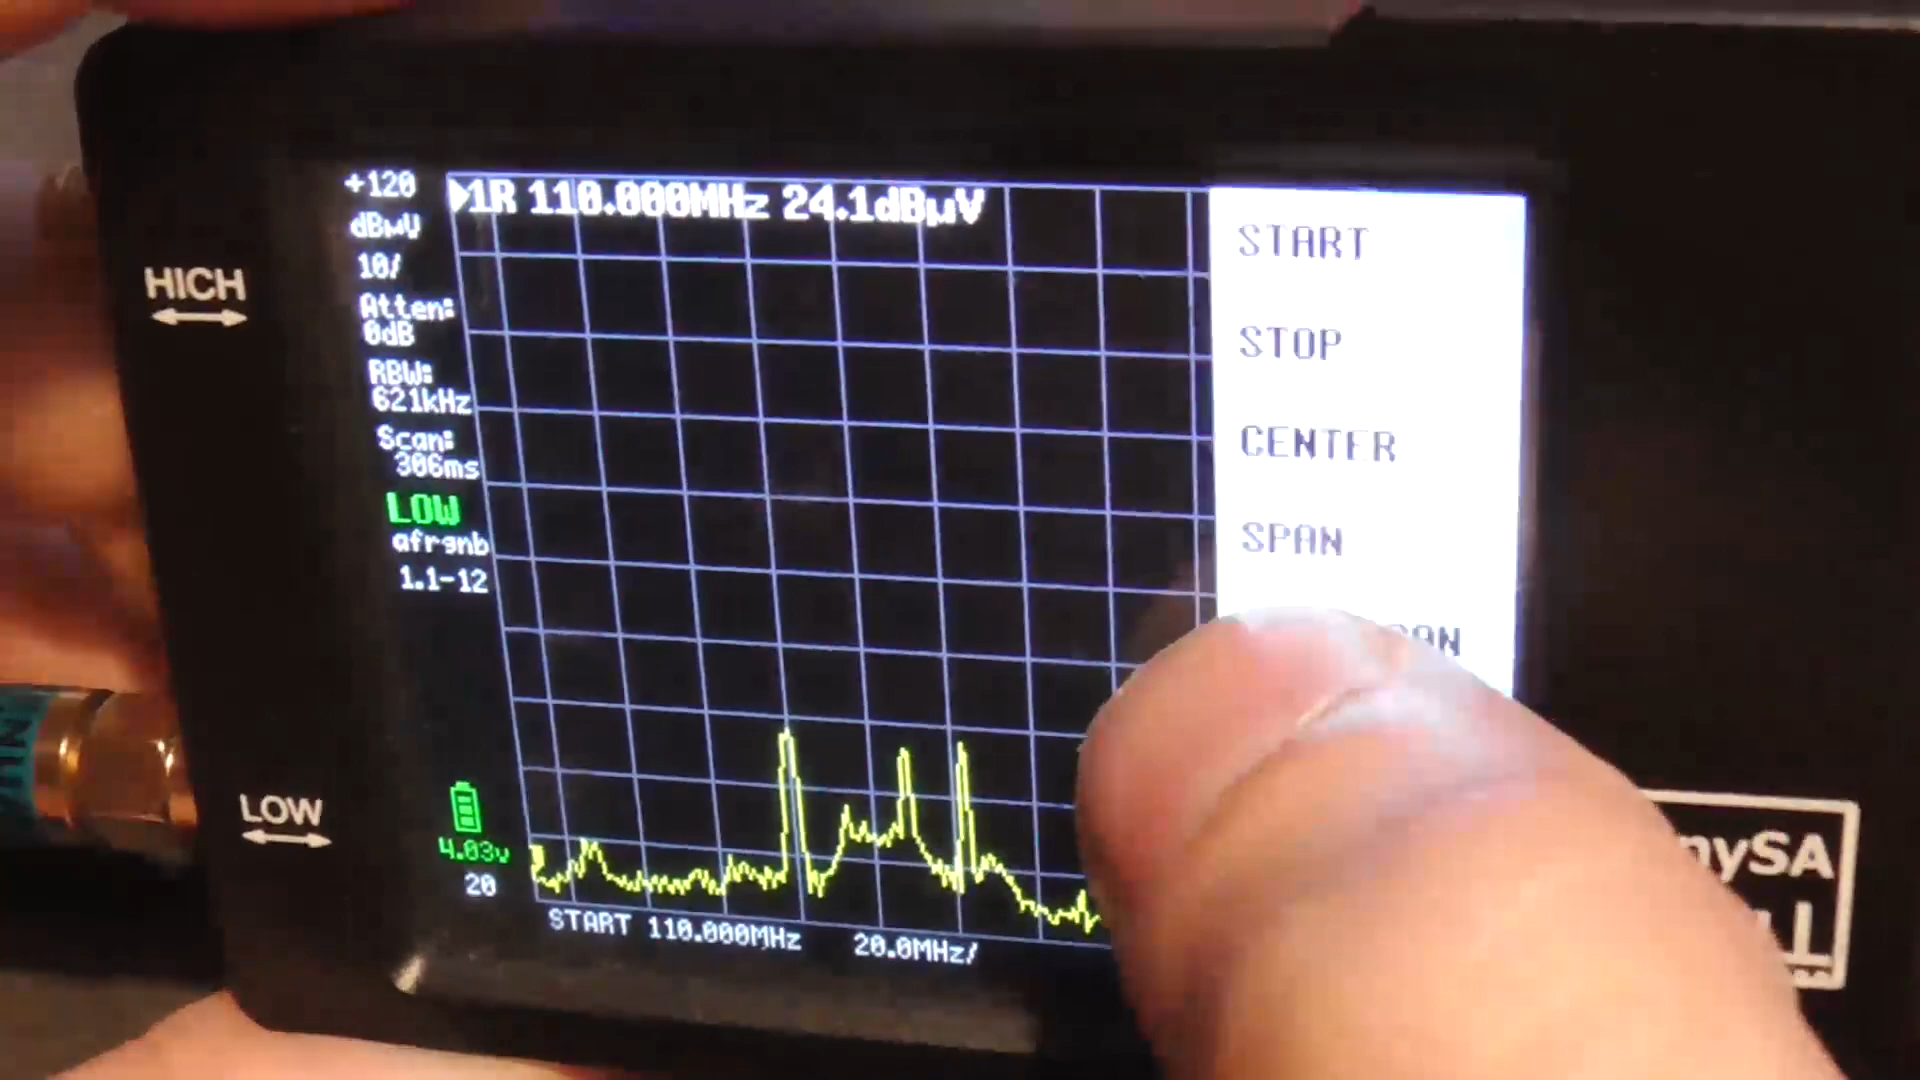 +120
dBµV
10/
Atten:
0dB
RBW:
621kHz
Scan:
306ms
LOW
afrgnb
1.1-12
4.03v
20
1R 110.000MHz 24.1dBµV
START 110.000MHz 20.0MHz/
START
STOP
CENTER
SPAN
HIGH
LOW